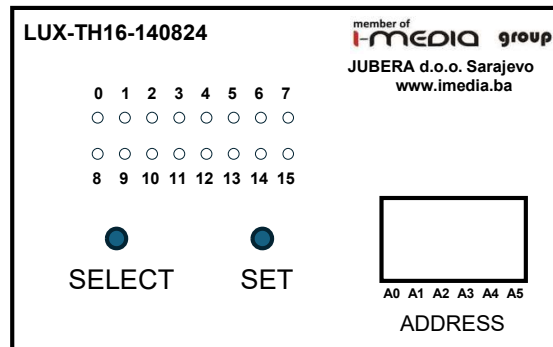 LUX-TH16-140824
member of
i-MEDIA group
JUBERA d.o.o. Sarajevo
www.imedia.ba
0 1 2 3 4 5 6 7
8 9 10 11 12 13 14 15
SELECT SET
A0 A1 A2 A3 A4 A5
ADDRESS